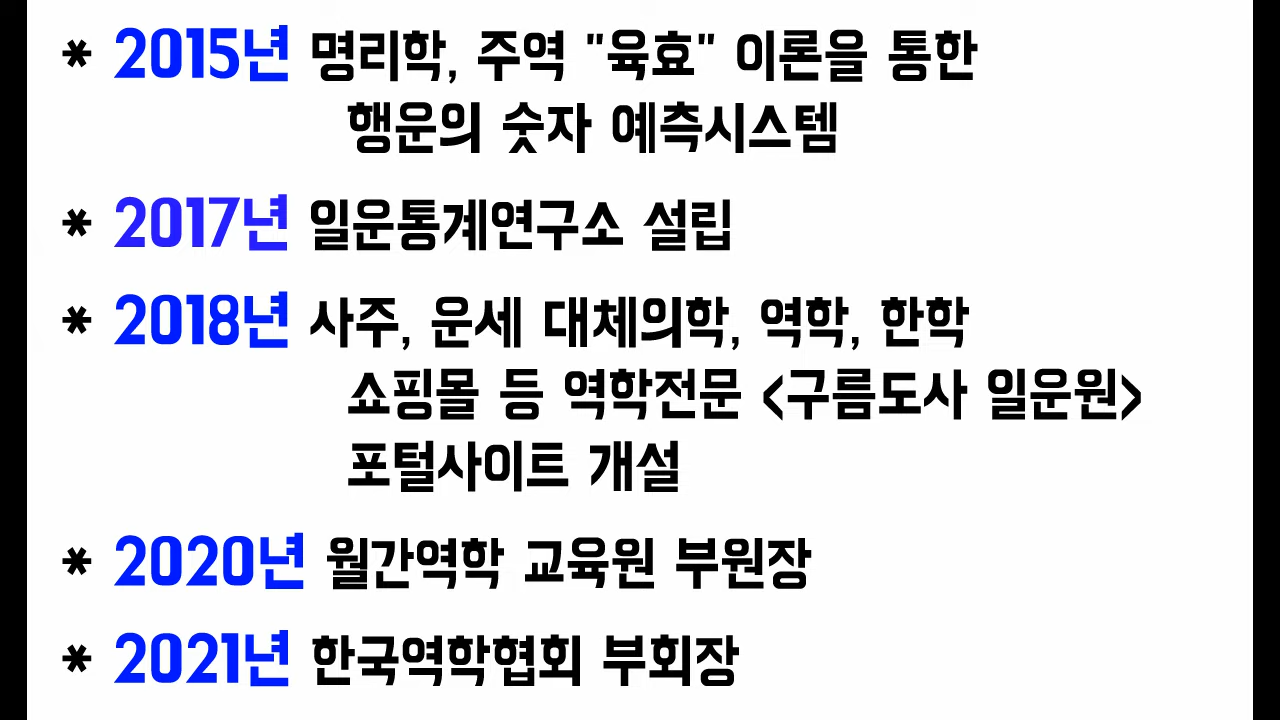 * 2015년 명리학, 주역 "육효" 이론을 통한
행운의 숫자 예측시스템
* 2017년 일운통계연구소 설립
* 2018년 사주, 운세 대체의학, 역학, 한학
쇼핑몰 등 역학전문 <구름도사 일운원>
포털사이트 개설
* 2020년 월간역학 교육원 부원장
* 2021년 한국역학협회 부회장